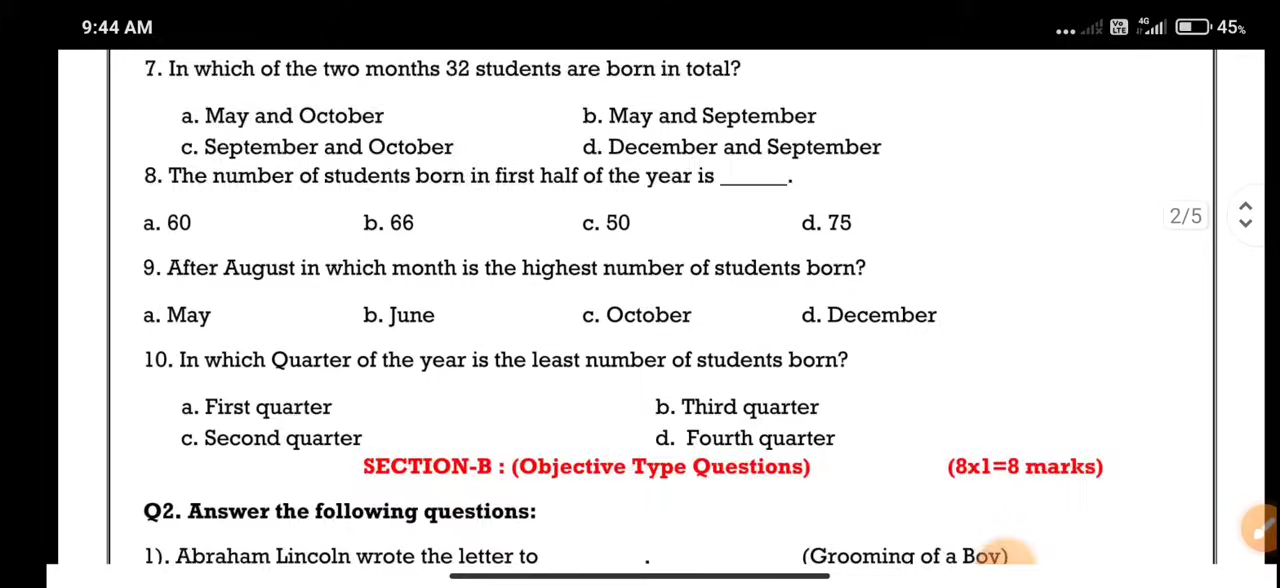 9:44 AM
45%
7. In which of the two months 32 students are born in total?
a. May and October b. May and September
c. September and October d. December and September
8. The number of students born in first half of the year is ______.
2/5
a. 60 b. 66 c. 50 d. 75
9. After August in which month is the highest number of students born?
a. May b. June c. October d. December
10. In which Quarter of the year is the least number of students born?
a. First quarter b. Third quarter
c. Second quarter d. Fourth quarter
SECTION-B : (Objective Type Questions) (8x1=8 marks)
Q2. Answer the following questions:
1). Abraham Lincoln wrote the letter to . (Grooming of a Boy)